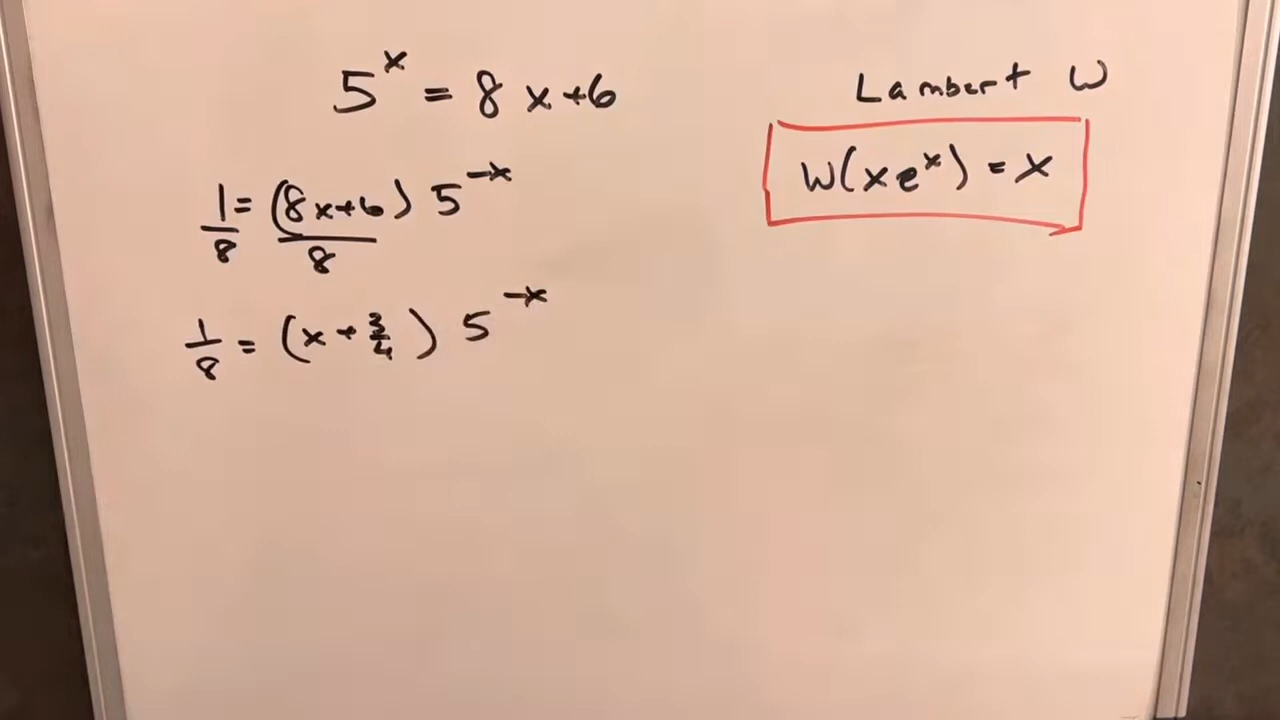 5^x = 8x+6
1/8 = (8x+6)/8 5^-x
1/8 = (x + 3/4) 5^-x
Lambert W
W(xe^x) = x